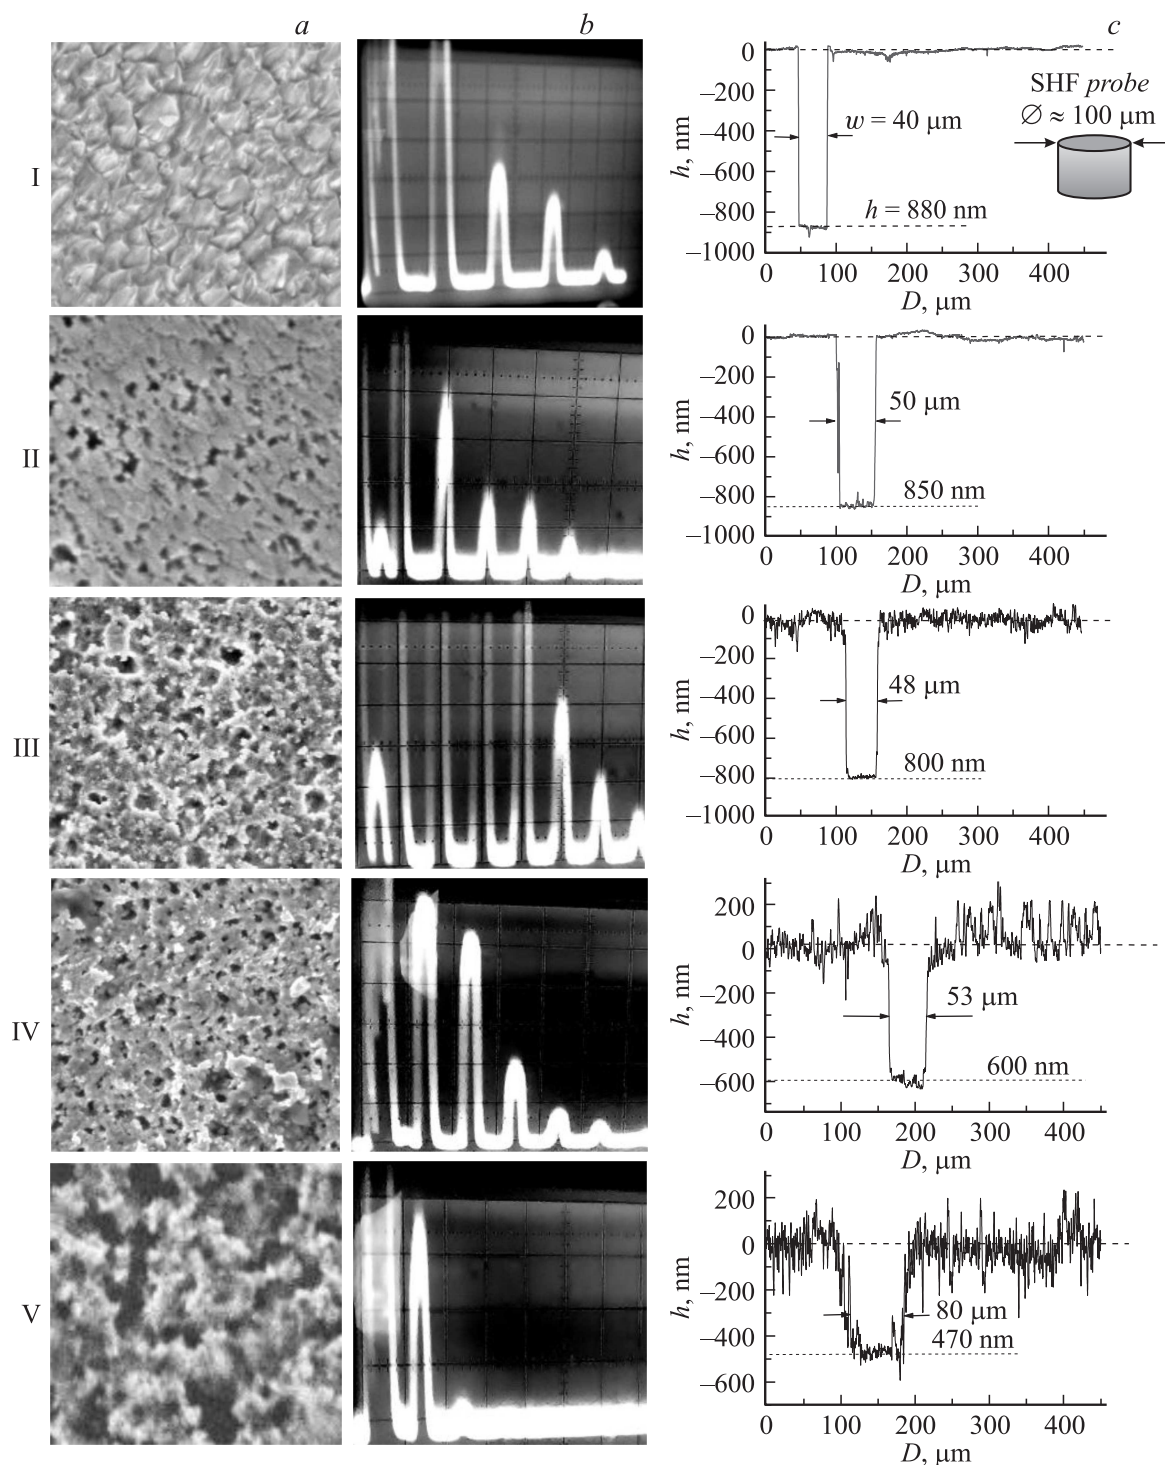 a b c
I
0
−200
−400
−600
−800
−1000
h, nm
w = 40 μm
h = 880 nm
SHF probe
∅ ≈ 100 μm
0 100 200 300 400
D, μm
II
0
−200
−400
−600
−800
−1000
h, nm
50 μm
850 nm
0 100 200 300 400
D, μm
III
0
−200
−400
−600
−800
−1000
h, nm
48 μm
800 nm
0 100 200 300 400
D, μm
IV
200
0
−200
−400
−600
h, nm
53 μm
600 nm
0 100 200 300 400
D, μm
V
200
0
−200
−400
−600
h, nm
80 μm
470 nm
0 100 200 300 400
D, μm